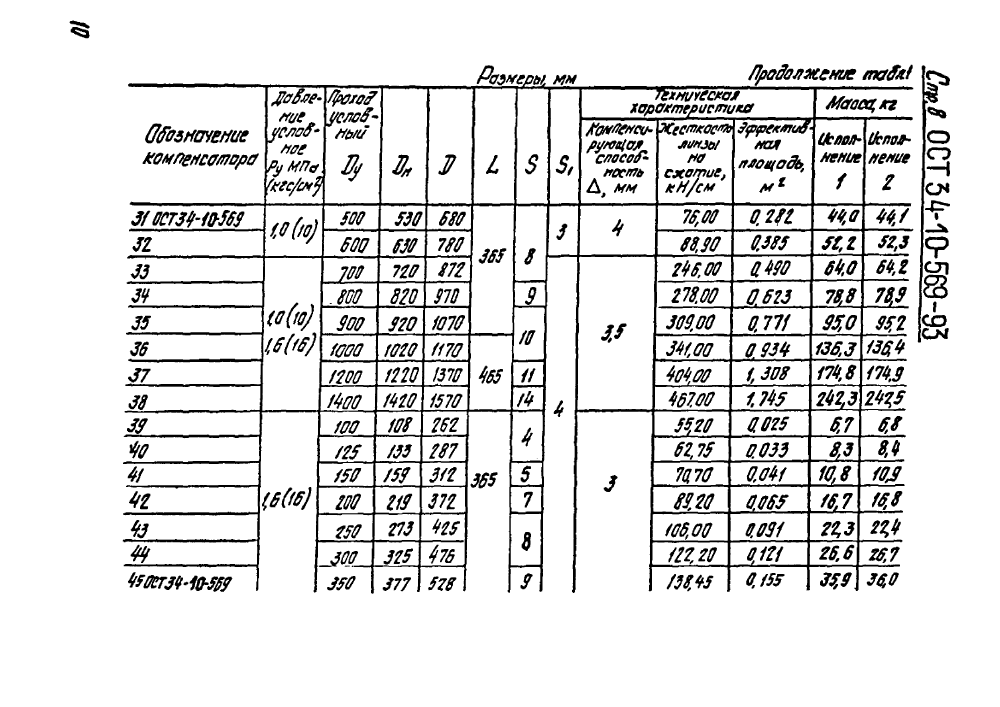 10
Стр. 8 ОСТ 34-10-569-93
Размеры, мм
Продолжение табл.1
Обозначение компенсатора
Давление условное Ру МПа (кгс/см²)
Проход условный Dу
Dн
D
L
S
S₁
Техническая характеристика
Компенсирующая способность Δ, мм
Жесткость линзы на сжатие, кН/см
Эффективная площадь, м²
Масса, кг
Исполнение 1
Исполнение 2
31 ОСТ34-10-569 1,0 (10) 500 530 680 365 8 3 4 76,00 0,282 44,0 44,1
32 600 630 780 88,90 0,385 52,2 52,3
33 1,0 (10) 1,6 (16) 700 720 872 4 3,5 246,00 0,490 64,0 64,2
34 800 820 970 9 278,00 0,623 78,8 78,9
35 900 920 1070 10 309,00 0,771 95,0 95,2
36 1000 1020 1170 465 341,00 0,934 136,3 136,4
37 1200 1220 1370 11 404,00 1,308 174,8 174,9
38 1400 1420 1570 14 467,00 1,745 242,3 242,5
39 1,6 (16) 100 108 262 365 4 3 55,20 0,025 6,7 6,8
40 125 133 287 62,75 0,033 8,3 8,4
41 150 159 312 5 70,70 0,041 10,8 10,9
42 200 219 372 7 89,20 0,065 16,7 16,8
43 250 273 425 8 106,00 0,091 22,3 22,4
44 300 325 476 122,20 0,121 26,6 26,7
45 ОСТ34-10-569 350 377 528 9 138,45 0,155 35,9 36,0